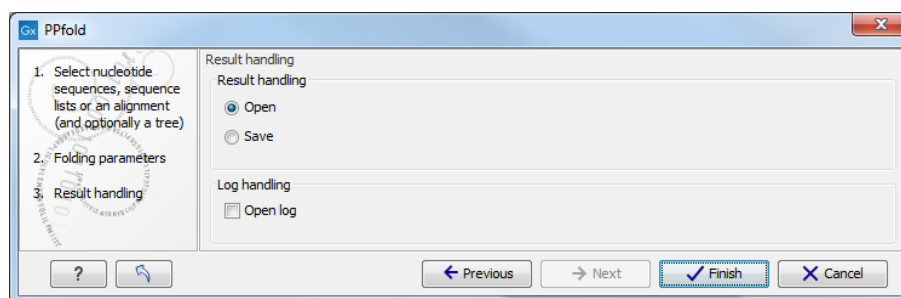 Gx PPfold
1. Select nucleotide
sequences, sequence
lists or an alignment
(and optionally a tree)
2. Folding parameters
3. Result handling
Result handling
Result handling
Open
Save
Log handling
Open log
? Previous Next Finish Cancel